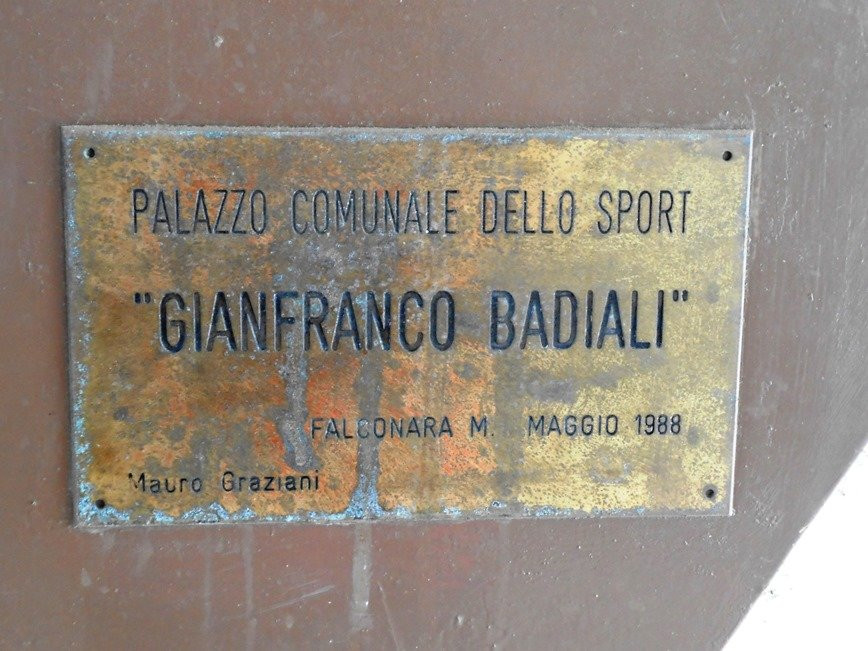 PALAZZO COMUNALE DELLO SPORT
"GIANFRANCO BADIALI"
FALCONARA M. MAGGIO 1988
Mauro Graziani